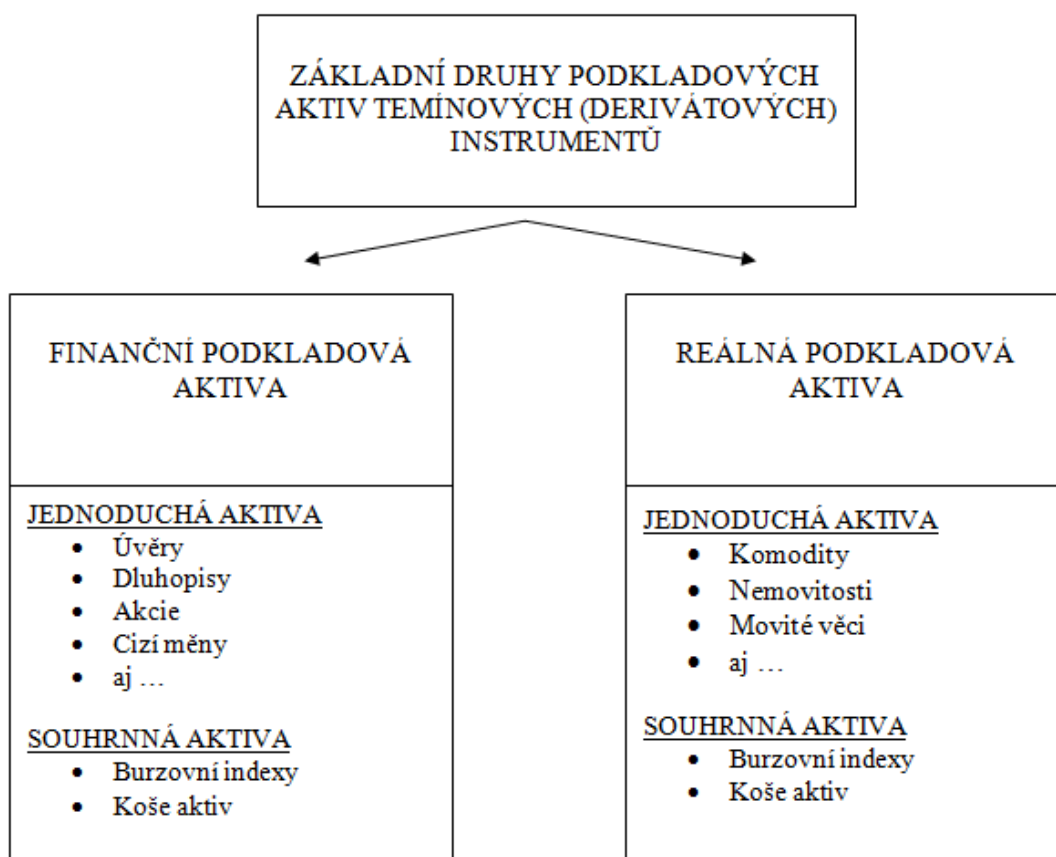 ZÁKLADNÍ DRUHY PODKLADOVÝCH
AKTIV TEMÍNOVÝCH (DERIVÁTOVÝCH)
INSTRUMENTŮ
FINANČNÍ PODKLADOVÁ
AKTIVA
JEDNODUCHÁ AKTIVA
• Úvěry
• Dluhopisy
• Akcie
• Cizí měny
• aj …
SOUHRNNÁ AKTIVA
• Burzovní indexy
• Koše aktiv
REÁLNÁ PODKLADOVÁ
AKTIVA
JEDNODUCHÁ AKTIVA
• Komodity
• Nemovitosti
• Movité věci
• aj …
SOUHRNNÁ AKTIVA
• Burzovní indexy
• Koše aktiv